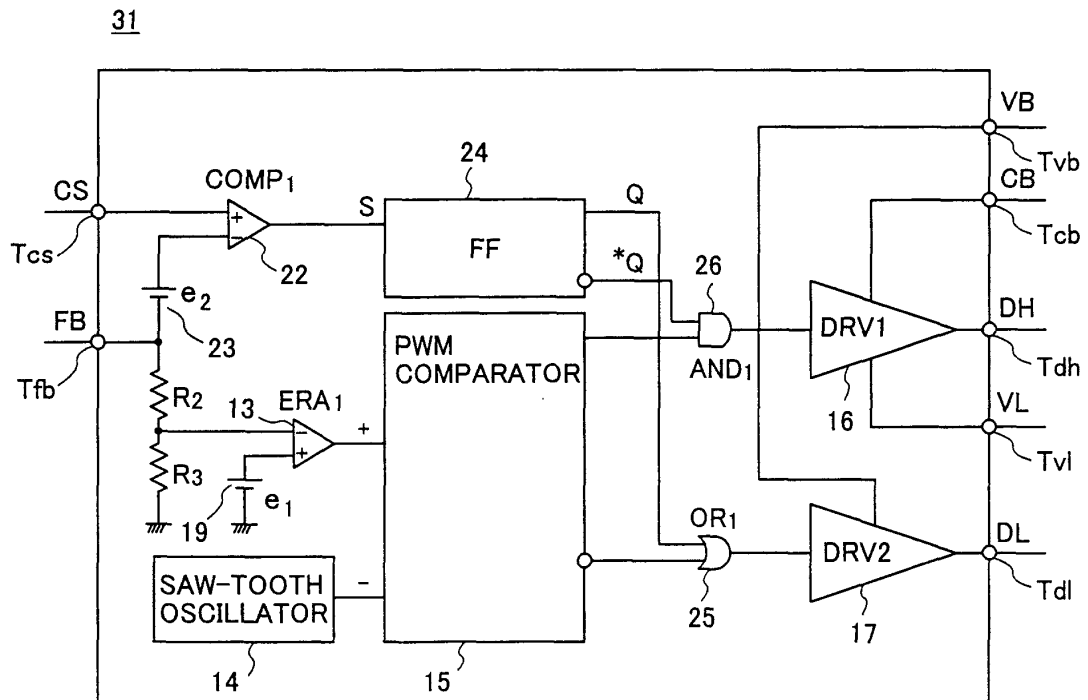 31
VB
Tvb
24
COMP₁
CS
S
Q
CB
Tcs
+
-
22
FF
*Q
26
Tcb
e₂
FB
23
DRV1
DH
Tfb
PWM
COMPARATOR
AND₁
Tdh
R₂
ERA₁
13
16
VL
-
+
+
R₃
Tvl
19
e₁
OR₁
DL
DRV2
SAW-TOOTH
OSCILLATOR
-
25
Tdl
17
14
15